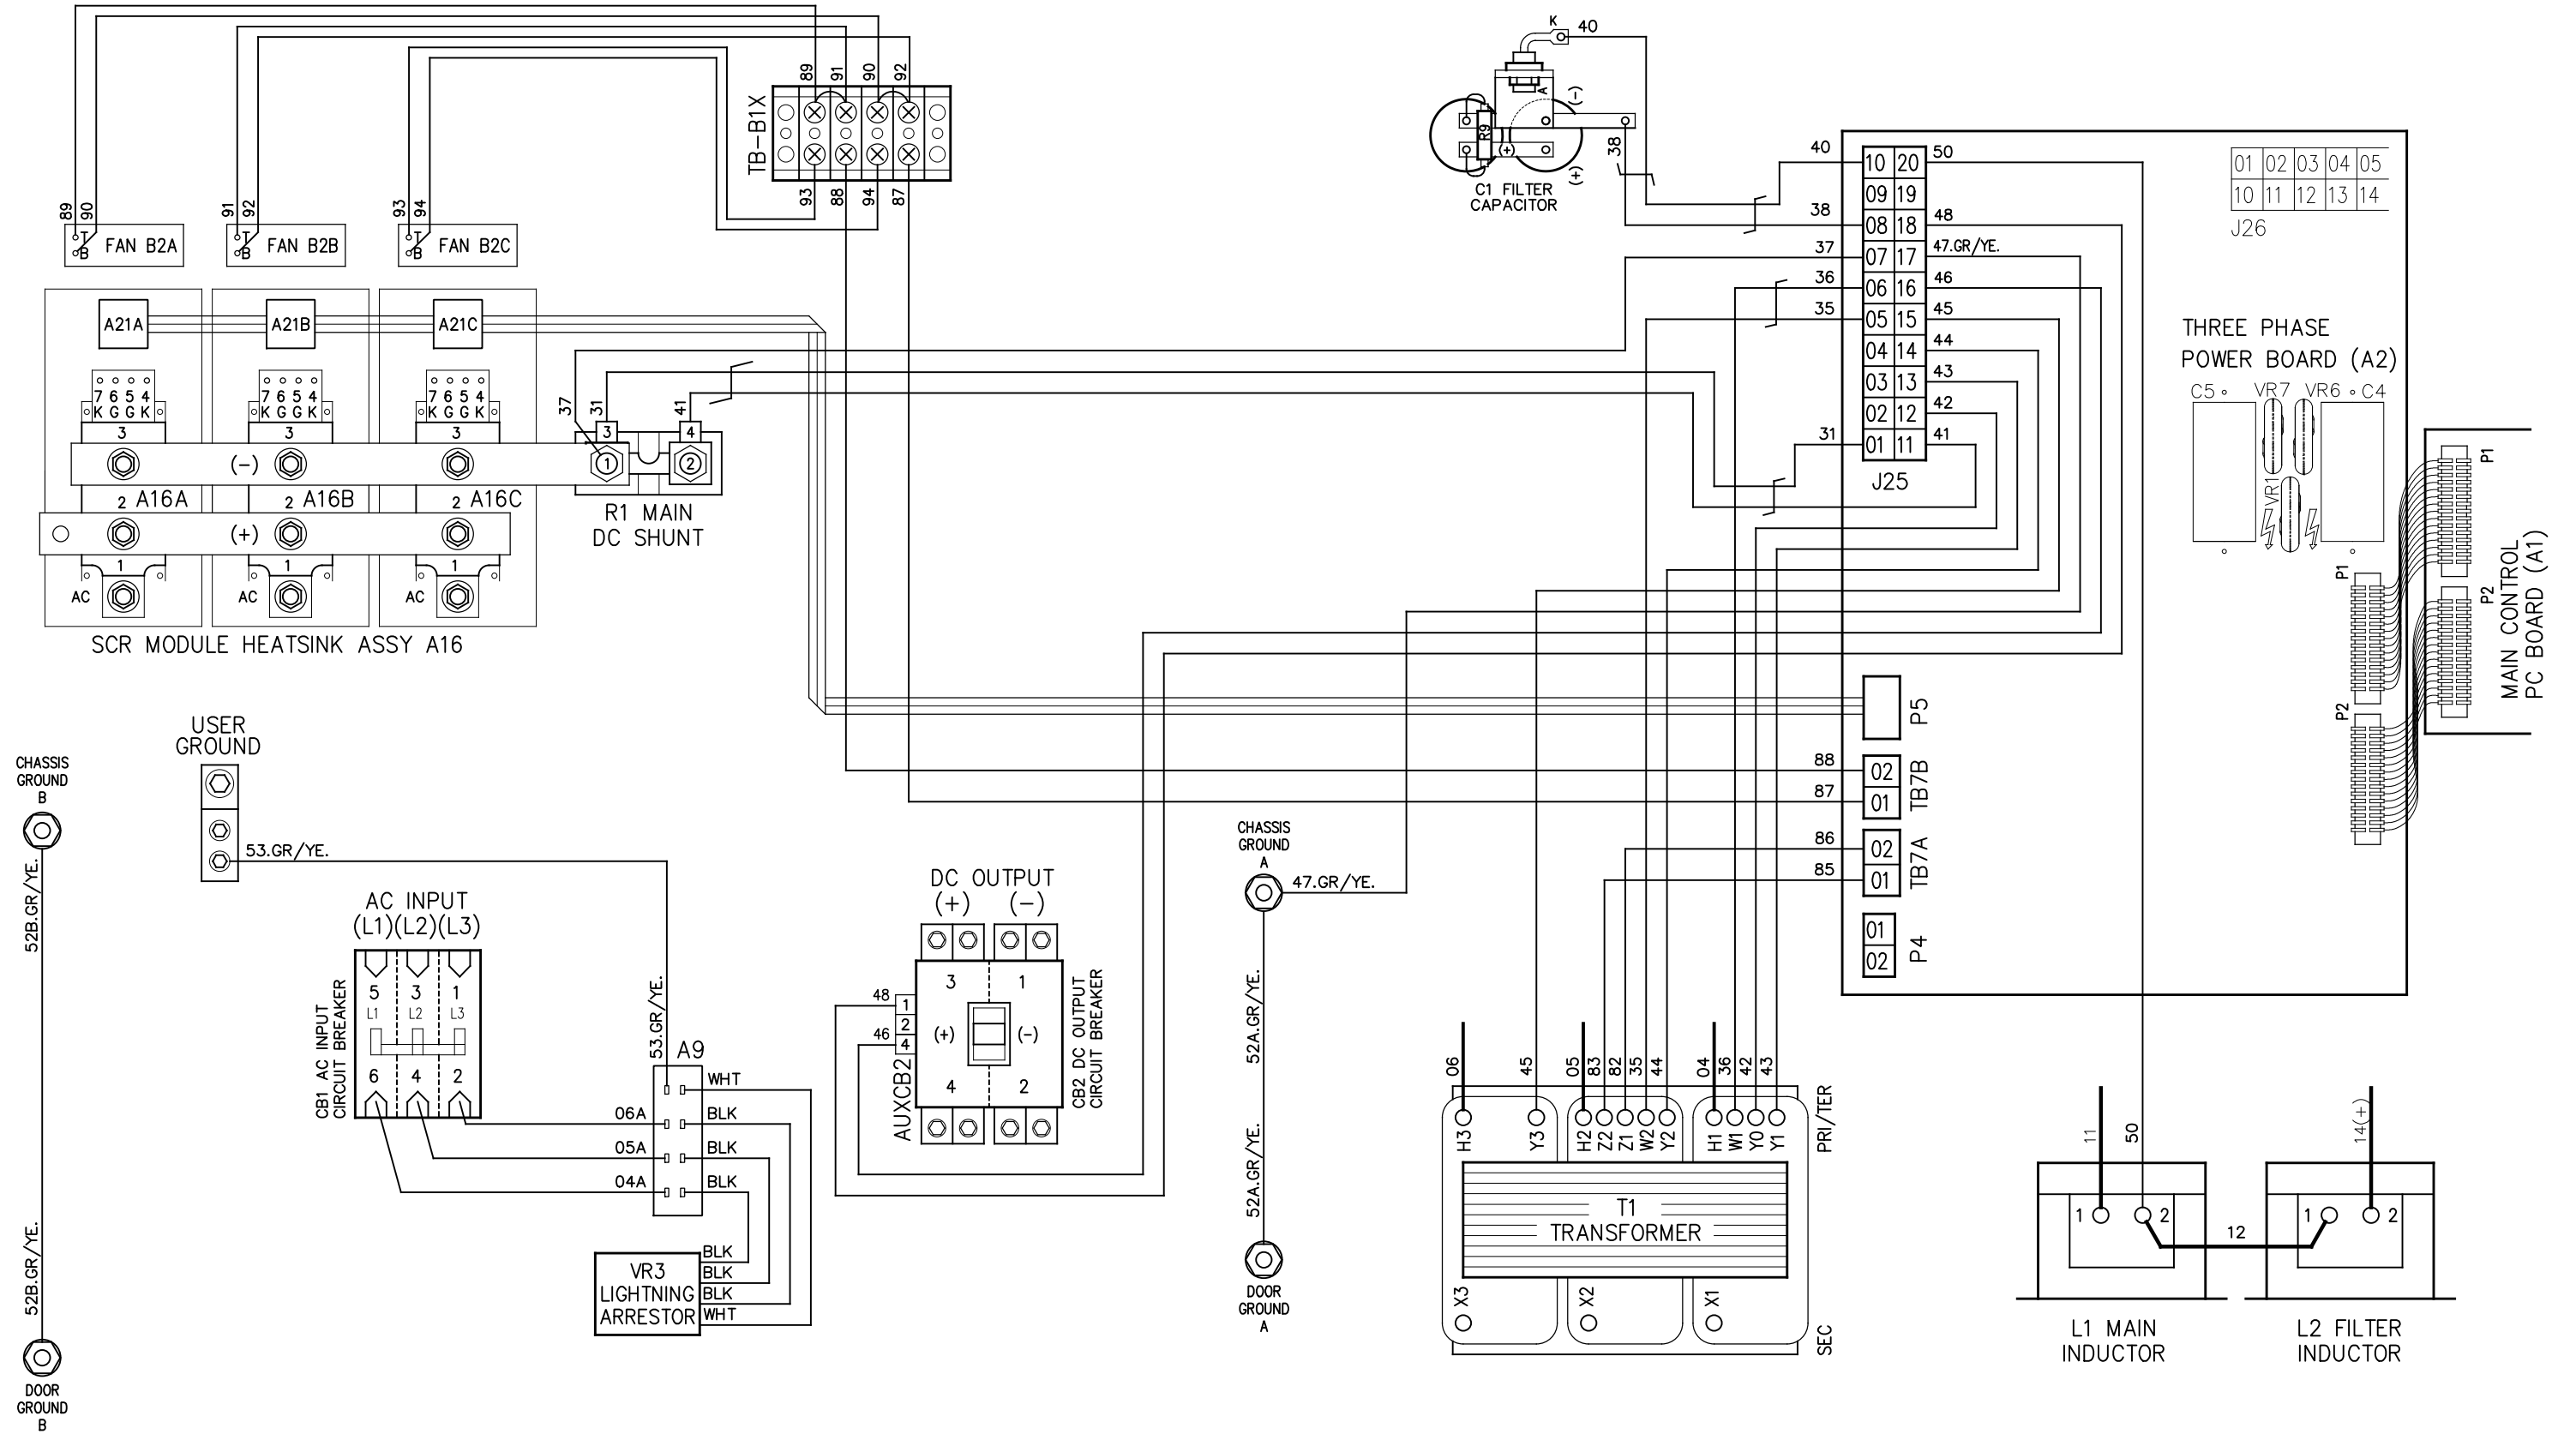 K 40
89 91 90 92
TB-B1X
93 88 94 87
A (-)
R9
(+)
(+)
38
C1 FILTER
CAPACITOR
89 90 91 92 93 94
T
B
FAN B2A
T
B
FAN B2B
T
B
FAN B2C
A21A A21B A21C
7 6 5 4
K G G K
7 6 5 4
K G G K
7 6 5 4
K G G K
3 3 3
(-)
2 A16A 2 A16B 2 A16C
(+)
1 1 1
AC AC AC
SCR MODULE HEATSINK ASSY A16
37 31 41
3 4
1 2
R1 MAIN
DC SHUNT
40 10 20 50
09 19
38 08 18 48
37 07 17 47.GR/YE.
36 06 16 46
35 05 15 45
04 14 44
03 13 43
02 12 42
31 01 11 41
J25
01 02 03 04 05
10 11 12 13 14
J26
THREE PHASE
POWER BOARD (A2)
C5 VR7 VR6 C4
VR1
P1
P2
P1
P2
MAIN CONTROL
PC BOARD (A1)
P5
88 02
87 01
TB7B
86 02
85 01
TB7A
01
02
P4
USER
GROUND
53.GR/YE.
CHASSIS
GROUND
B
52B.GR/YE.
52B.GR/YE.
DOOR
GROUND
B
AC INPUT
(L1)(L2)(L3)
5 3 1
L1 L2 L3
6 4 2
CB1 AC INPUT
CIRCUIT BREAKER
53.GR/YE.
A9
WHT
06A BLK
05A BLK
04A BLK
VR3
LIGHTNING
ARRESTOR
BLK
BLK
BLK
WHT
DC OUTPUT
(+) (-)
3 1
48 1
2
46 4
(+) (-)
4 2
AUXCB2
CB2 DC OUTPUT
CIRCUIT BREAKER
CHASSIS
GROUND
A
47.GR/YE.
52A.GR/YE.
52A.GR/YE.
DOOR
GROUND
A
06 45 05 83 82 35 44 04 36 42 43
H3 Y3 H2 Z2 Z1 W2 Y2 H1 W1 Y0 Y1
PRI/TER
T1
TRANSFORMER
X3 X2 X1
SEC
11 50 14(+)
1 2 12 1 2
L1 MAIN
INDUCTOR
L2 FILTER
INDUCTOR